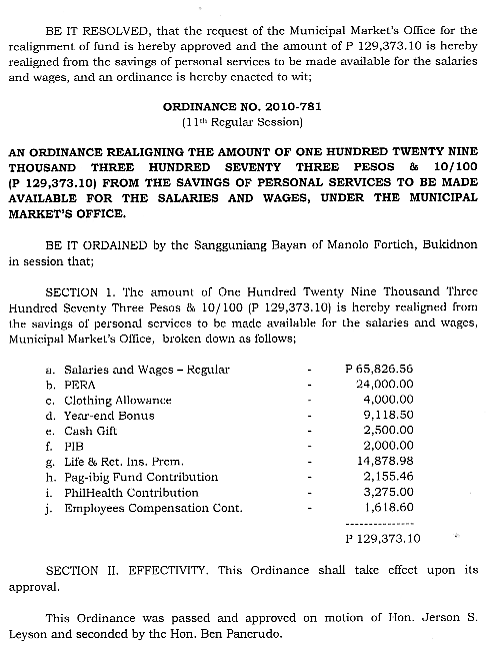 BE IT RESOLVED, that the request of the Municipal Market's Office for the
realignment of fund is hereby approved and the amount of P 129,373.10 is hereby
realigned from the savings of personal services to be made available for the salaries
and wages, and an ordinance is hereby enacted to wit;
ORDINANCE NO. 2010-781
(11th Regular Session)
AN ORDINANCE REALIGNING THE AMOUNT OF ONE HUNDRED TWENTY NINE
THOUSAND THREE HUNDRED SEVENTY THREE PESOS & 10/100
(P 129,373.10) FROM THE SAVINGS OF PERSONAL SERVICES TO BE MADE
AVAILABLE FOR THE SALARIES AND WAGES, UNDER THE MUNICIPAL
MARKET'S OFFICE.
BE IT ORDAINED by the Sangguniang Bayan of Manolo Fortich, Bukidnon
in session that;
SECTION 1. The amount of One Hundred Twenty Nine Thousand Three
Hundred Seventy Three Pesos & 10/100 (P 129,373.10) is hereby realigned from
the savings of personal services to be made available for the salaries and wages,
Municipal Market's Office, broken down as follows;
a. Salaries and Wages – Regular - P 65,826.56
b. PERA - 24,000.00
c. Clothing Allowance - 4,000.00
d. Year-end Bonus - 9,118.50
e. Cash Gift - 2,500.00
f. PIB - 2,000.00
g. Life & Ret. Ins. Prem. - 14,878.98
h. Pag-ibig Fund Contribution - 2,155.46
i. PhilHealth Contribution - 3,275.00
j. Employees Compensation Cont. - 1,618.60
---------------
P 129,373.10
SECTION II. EFFECTIVITY. This Ordinance shall take effect upon its
approval.
This Ordinance was passed and approved on motion of Hon. Jerson S.
Leyson and seconded by the Hon. Ben Pancrudo.